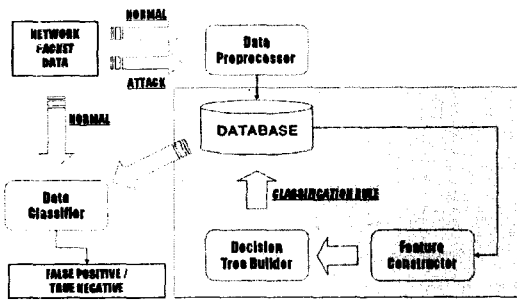 NORMAL
NETWORK
PACKET
DATA
ATTACK
Data
Preprocessor
NORMAL
DATABASE
Data
Classifier
CLASSIFICATION RULE
Decision
Tree Builder
Feature
Constructor
FALSE POSITIVE /
TRUE NEGATIVE